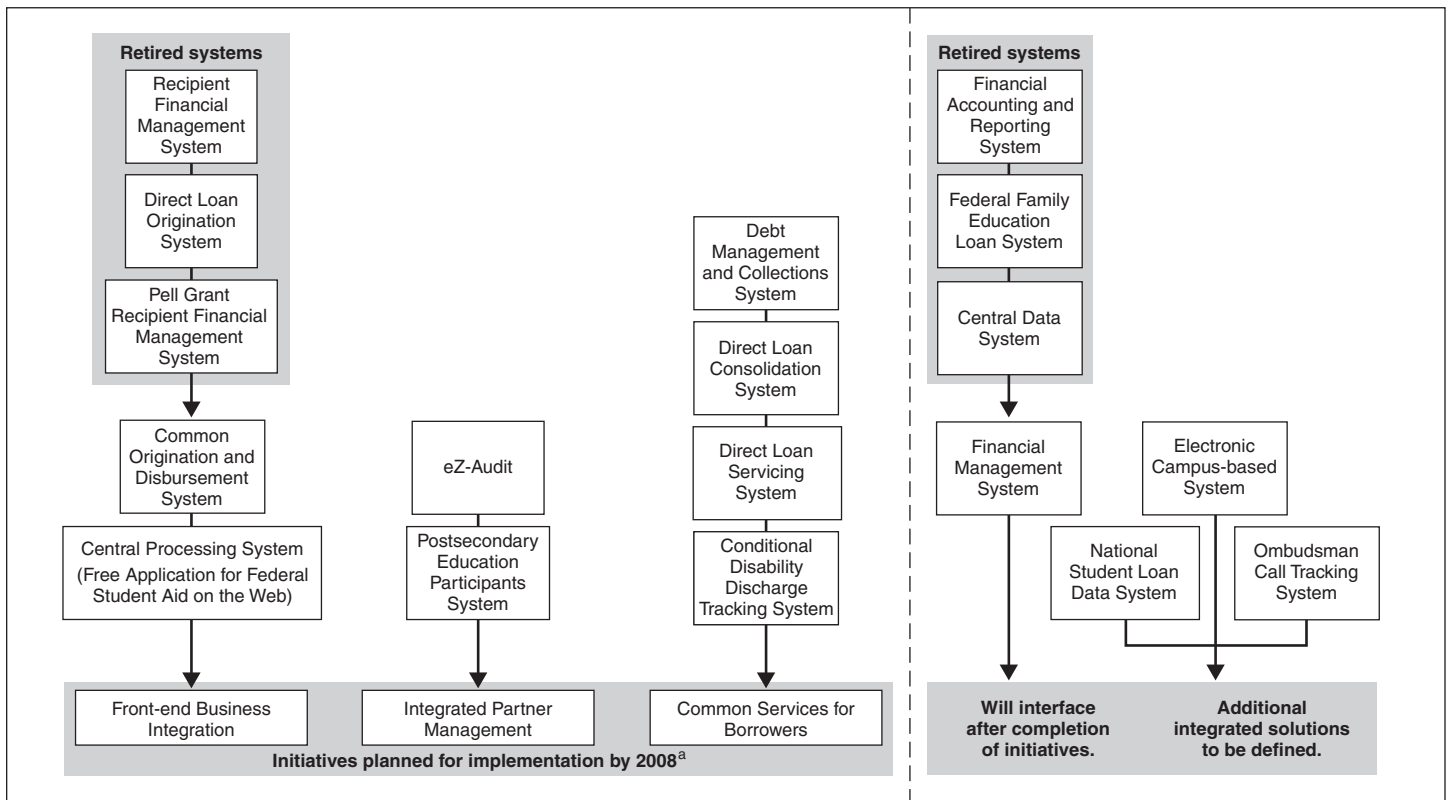 Retired systems
Recipient
Financial
Management
System
Direct Loan
Origination
System
Pell Grant
Recipient Financial
Management
System
Common
Origination and
Disbursement
System
Central Processing System
(Free Application for Federal
Student Aid on the Web)
Front-end Business
Integration
eZ-Audit
Postsecondary
Education
Participants
System
Integrated Partner
Management
Debt
Management
and Collections
System
Direct Loan
Consolidation
System
Direct Loan
Servicing
System
Conditional
Disability
Discharge
Tracking System
Common Services for
Borrowers
Initiatives planned for implementation by 2008a
Retired systems
Financial
Accounting and
Reporting
System
Federal Family
Education
Loan System
Central Data
System
Financial
Management
System
Will interface
after completion
of initiatives.
Electronic
Campus-based
System
National
Student Loan
Data System
Ombudsman
Call Tracking
System
Additional
integrated solutions
to be defined.